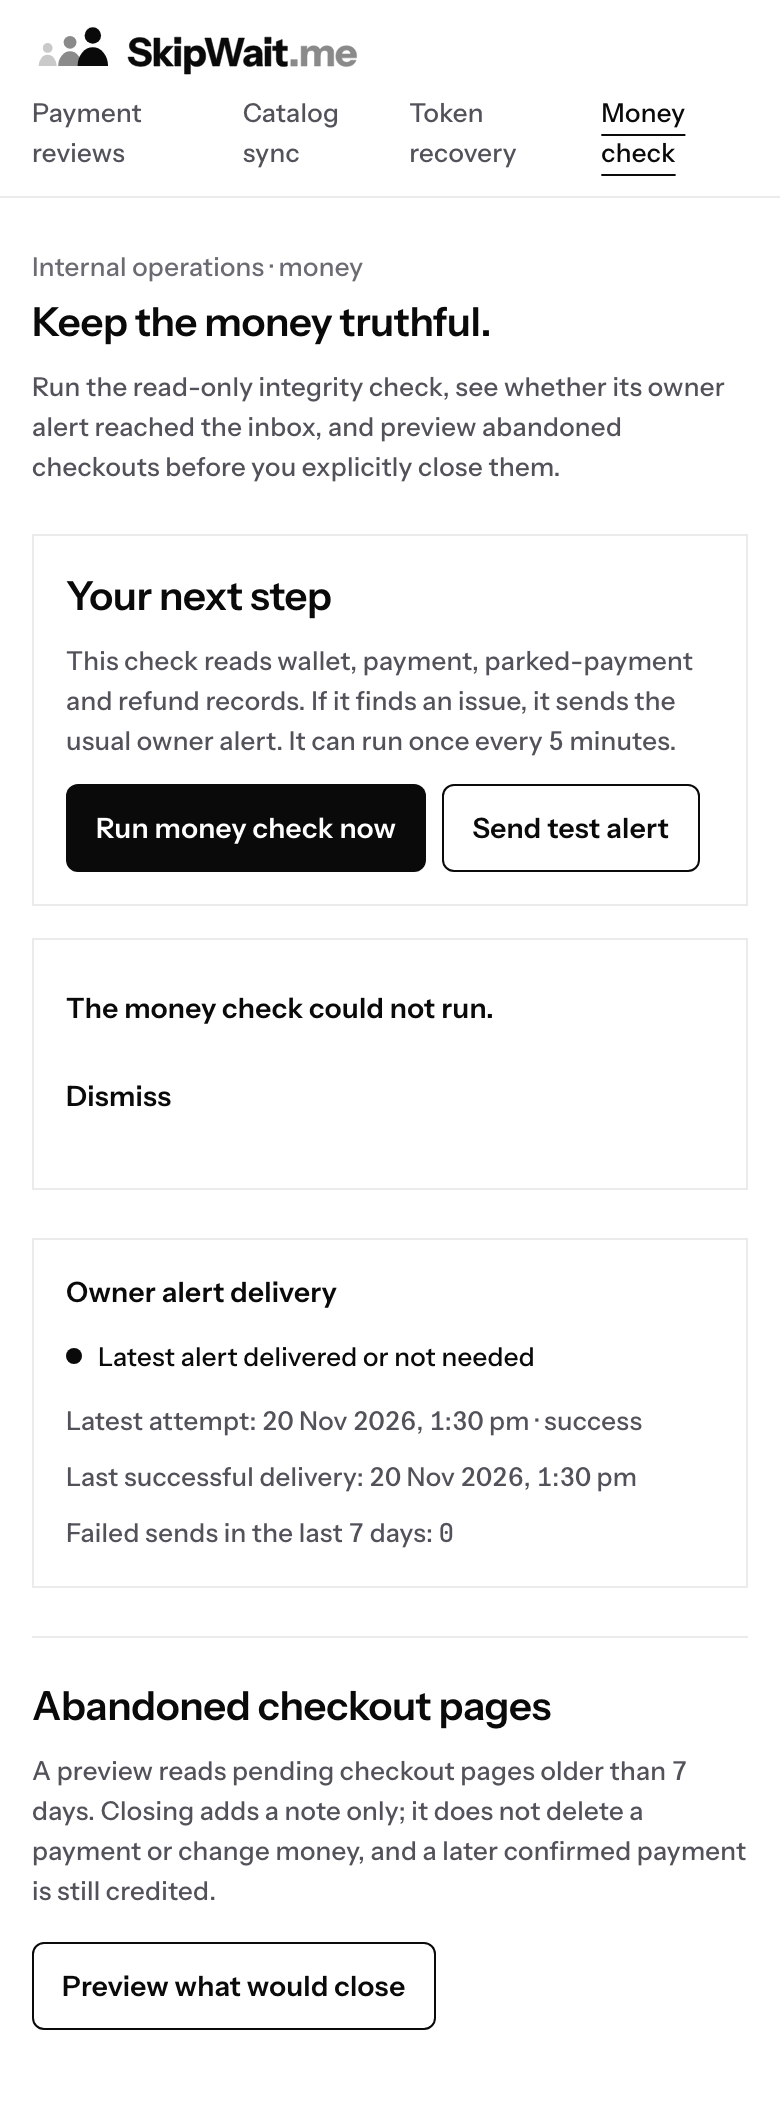 SkipWait.me
Payment reviews
Catalog sync
Token recovery
Money check
Internal operations · money
Keep the money truthful.
Run the read-only integrity check, see whether its owner
alert reached the inbox, and preview abandoned
checkouts before you explicitly close them.
Your next step
This check reads wallet, payment, parked-payment
and refund records. If it finds an issue, it sends the
usual owner alert. It can run once every 5 minutes.
Run money check now
Send test alert
The money check could not run.
Dismiss
Owner alert delivery
Latest alert delivered or not needed
Latest attempt: 20 Nov 2026, 1:30 pm · success
Last successful delivery: 20 Nov 2026, 1:30 pm
Failed sends in the last 7 days: 0
Abandoned checkout pages
A preview reads pending checkout pages older than 7
days. Closing adds a note only; it does not delete a
payment or change money, and a later confirmed payment
is still credited.
Preview what would close